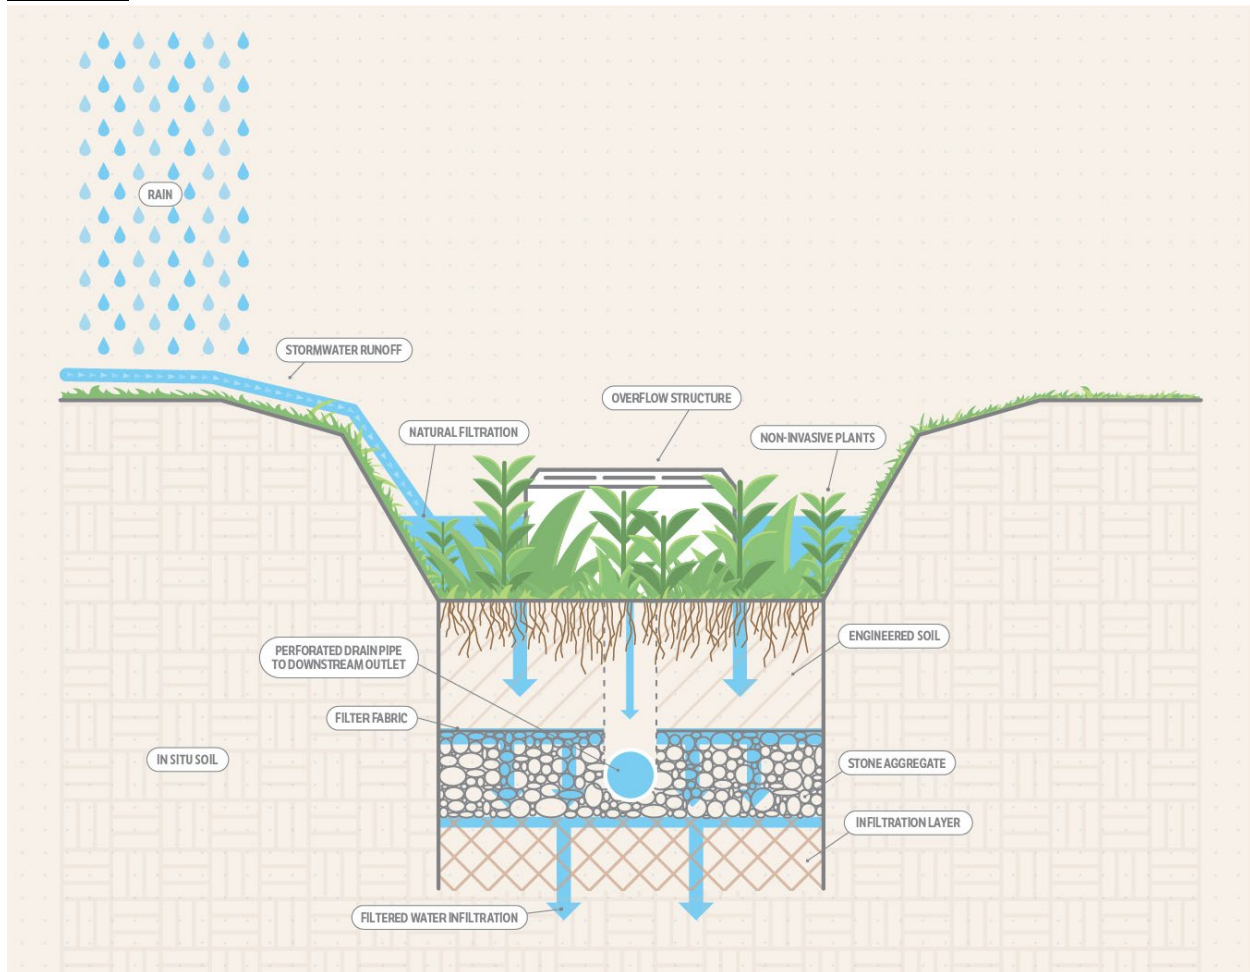 RAIN
STORMWATER RUNOFF
OVERFLOW STRUCTURE
NATURAL FILTRATION
NON-INVASIVE PLANTS
ENGINEERED SOIL
PERFORATED DRAIN PIPE
TO DOWNSTREAM OUTLET
FILTER FABRIC
IN SITU SOIL
STONE AGGREGATE
INFILTRATION LAYER
FILTERED WATER INFILTRATION